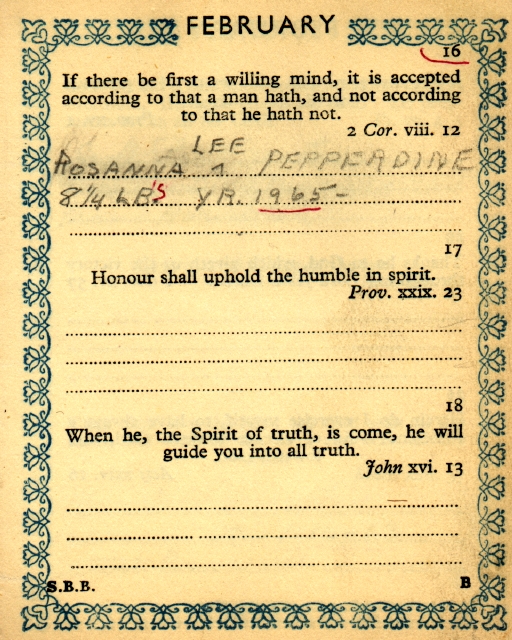 FEBRUARY
16
If there be first a willing mind, it is accepted
according to that a man hath, and not according
to that he hath not.
2 Cor. viii. 12
LEE
ROSANNA ^ PEPPERDINE
8 1/4 LB'S YR. 1965-
17
Honour shall uphold the humble in spirit.
Prov. xxix. 23
18
When he, the Spirit of truth, is come, he will
guide you into all truth.
John xvi. 13
S.B.B. B